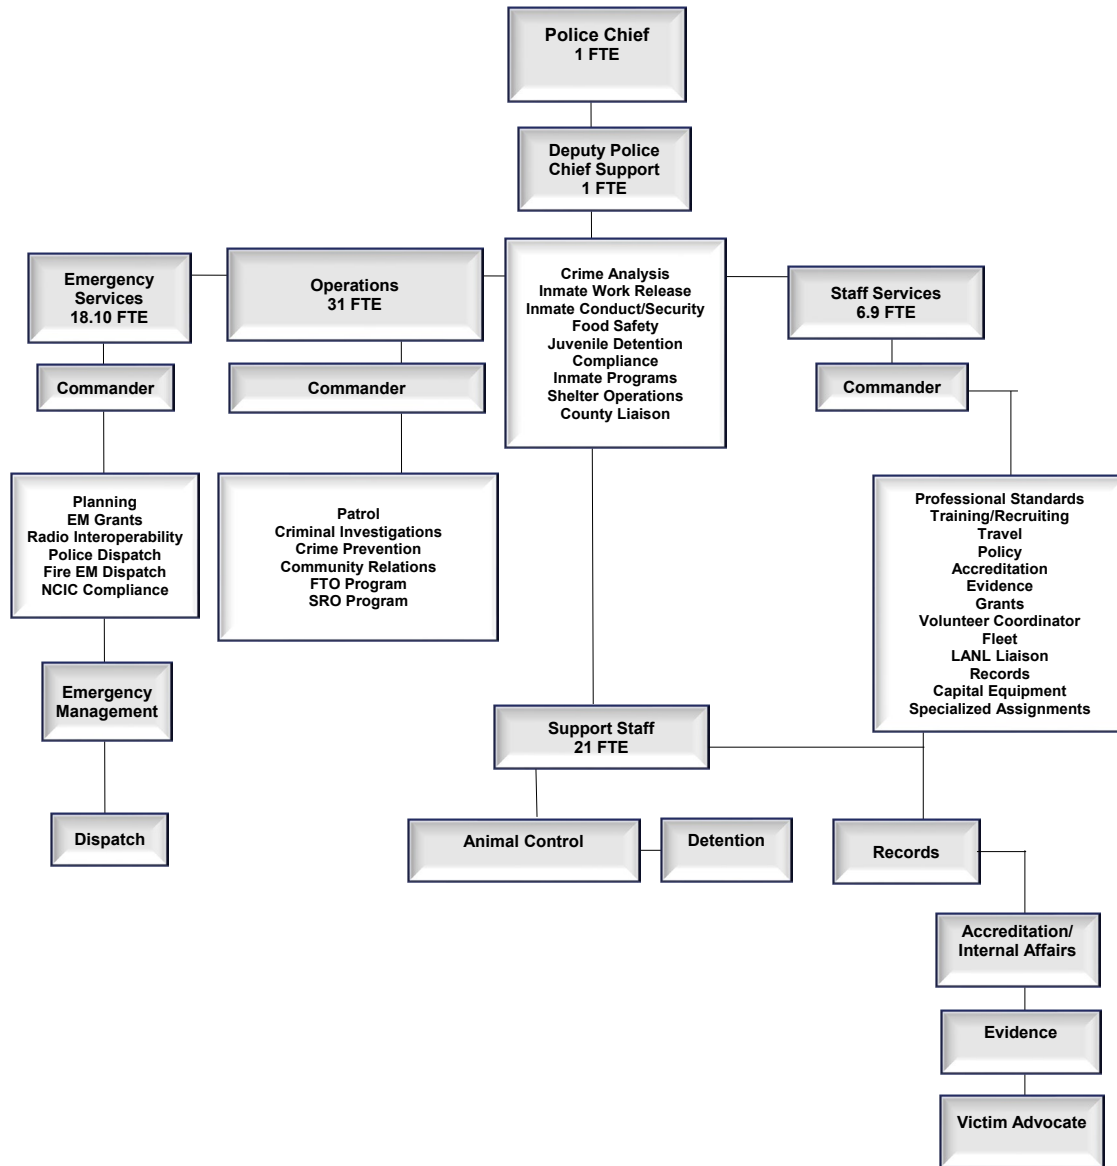 Police Chief
1 FTE
Deputy Police
Chief Support
1 FTE
Emergency
Services
18.10 FTE
Operations
31 FTE
Crime Analysis
Inmate Work Release
Inmate Conduct/Security
Food Safety
Juvenile Detention
Compliance
Inmate Programs
Shelter Operations
County Liaison
Staff Services
6.9 FTE
Commander
Commander
Commander
Planning
EM Grants
Radio Interoperability
Police Dispatch
Fire EM Dispatch
NCIC Compliance
Patrol
Criminal Investigations
Crime Prevention
Community Relations
FTO Program
SRO Program
Professional Standards
Training/Recruiting
Travel
Policy
Accreditation
Evidence
Grants
Volunteer Coordinator
Fleet
LANL Liaison
Records
Capital Equipment
Specialized Assignments
Emergency
Management
Support Staff
21 FTE
Dispatch
Animal Control
Detention
Records
Accreditation/
Internal Affairs
Evidence
Victim Advocate